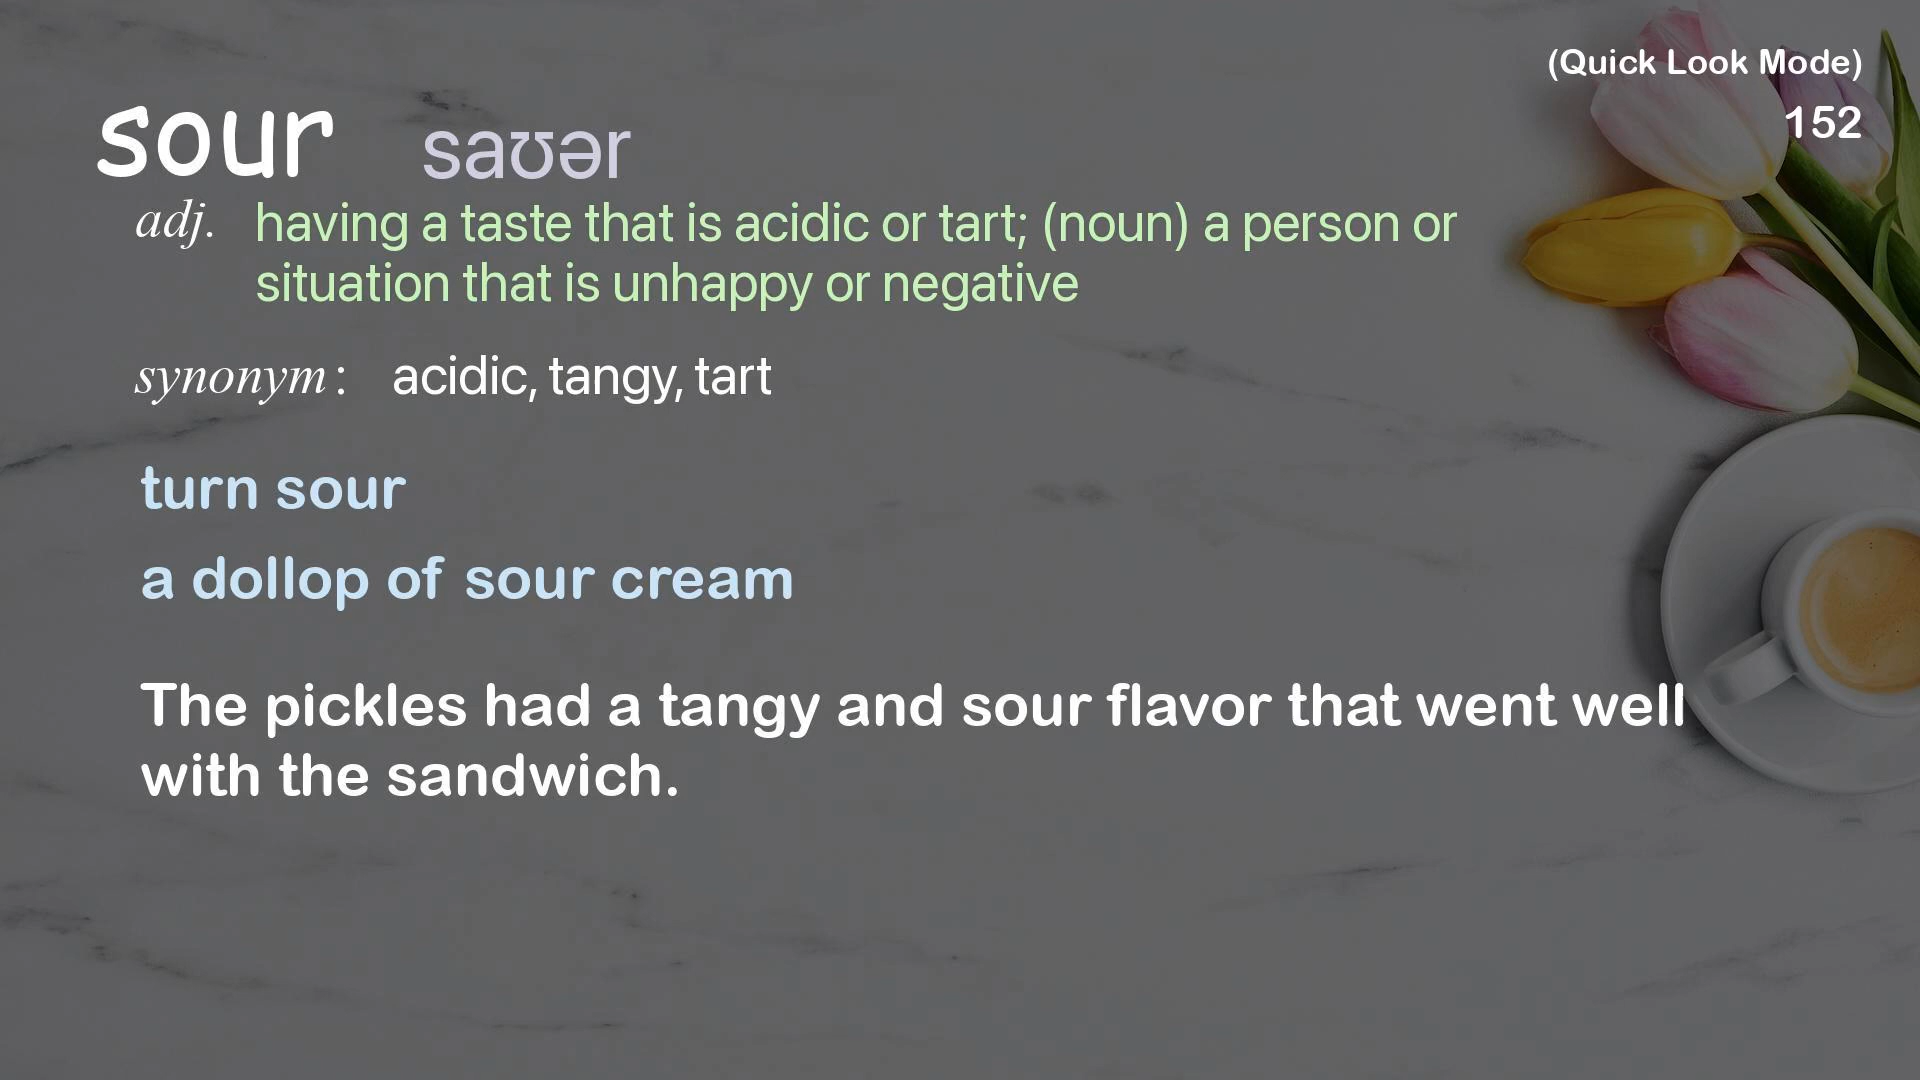 (Quick Look Mode)
152
sour saʊər
adj. having a taste that is acidic or tart; (noun) a person or
situation that is unhappy or negative
synonym: acidic, tangy, tart
turn sour
a dollop of sour cream
The pickles had a tangy and sour flavor that went well
with the sandwich.